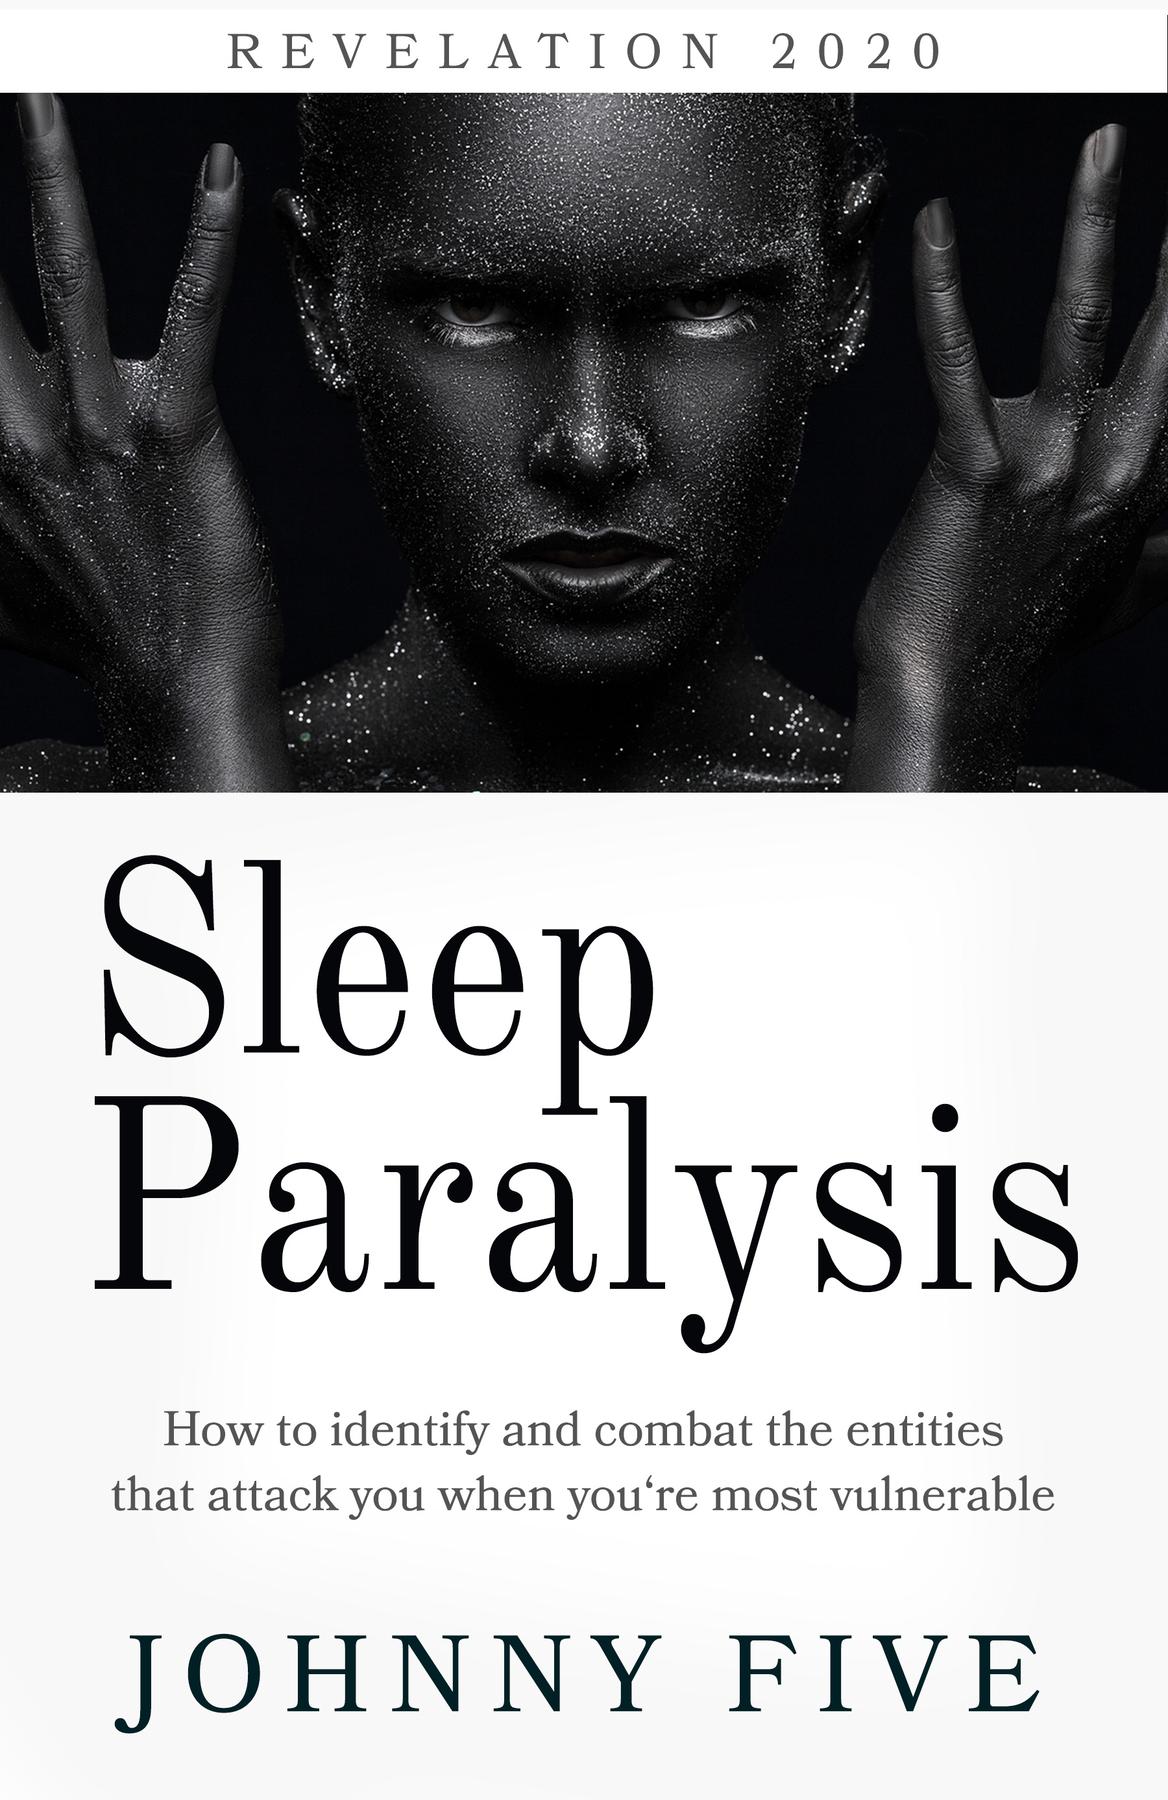 REVELATION 2020
Sleep
Paralysis
How to identify and combat the entities
that attack you when you‘re most vulnerable
JOHNNY FIVE